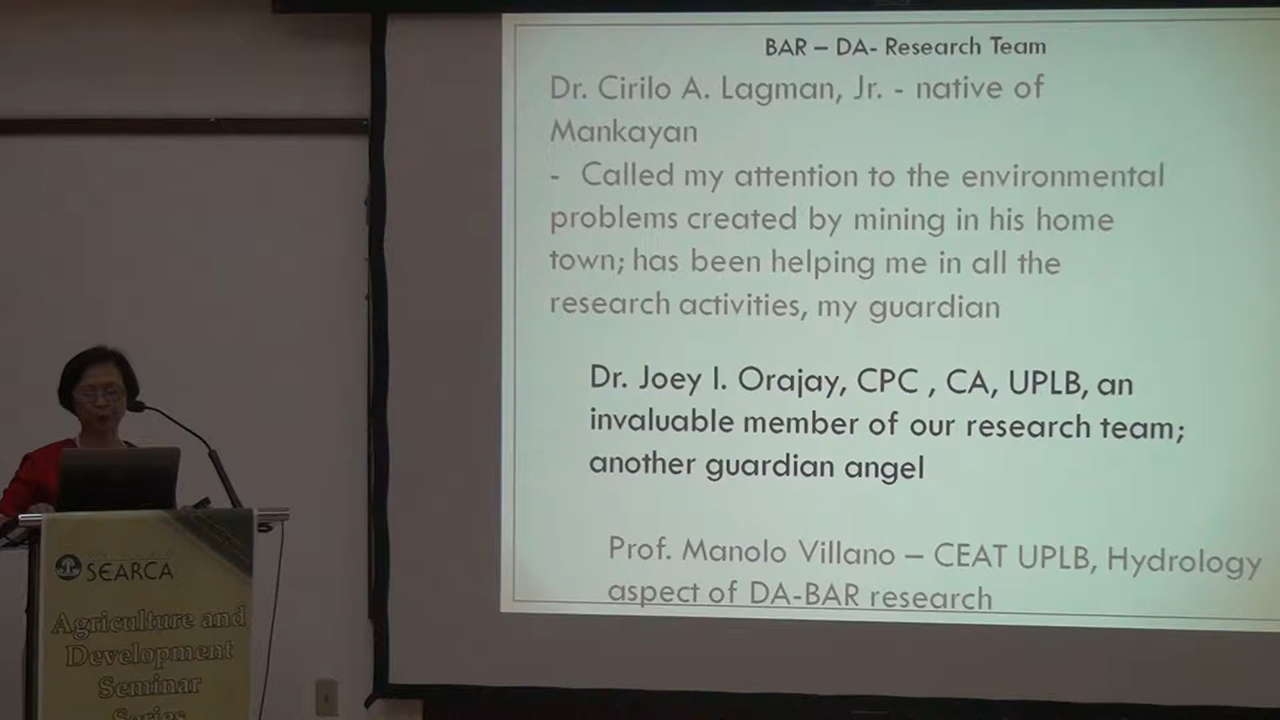 BAR – DA- Research Team
Dr. Cirilo A. Lagman, Jr. - native of
Mankayan
- Called my attention to the environmental
problems created by mining in his home
town; has been helping me in all the
research activities, my guardian
Dr. Joey I. Orajay, CPC , CA, UPLB, an
invaluable member of our research team;
another guardian angel
Prof. Manolo Villano – CEAT UPLB, Hydrology
aspect of DA-BAR research
SEARCA
Agriculture and
Development
Seminar
Series